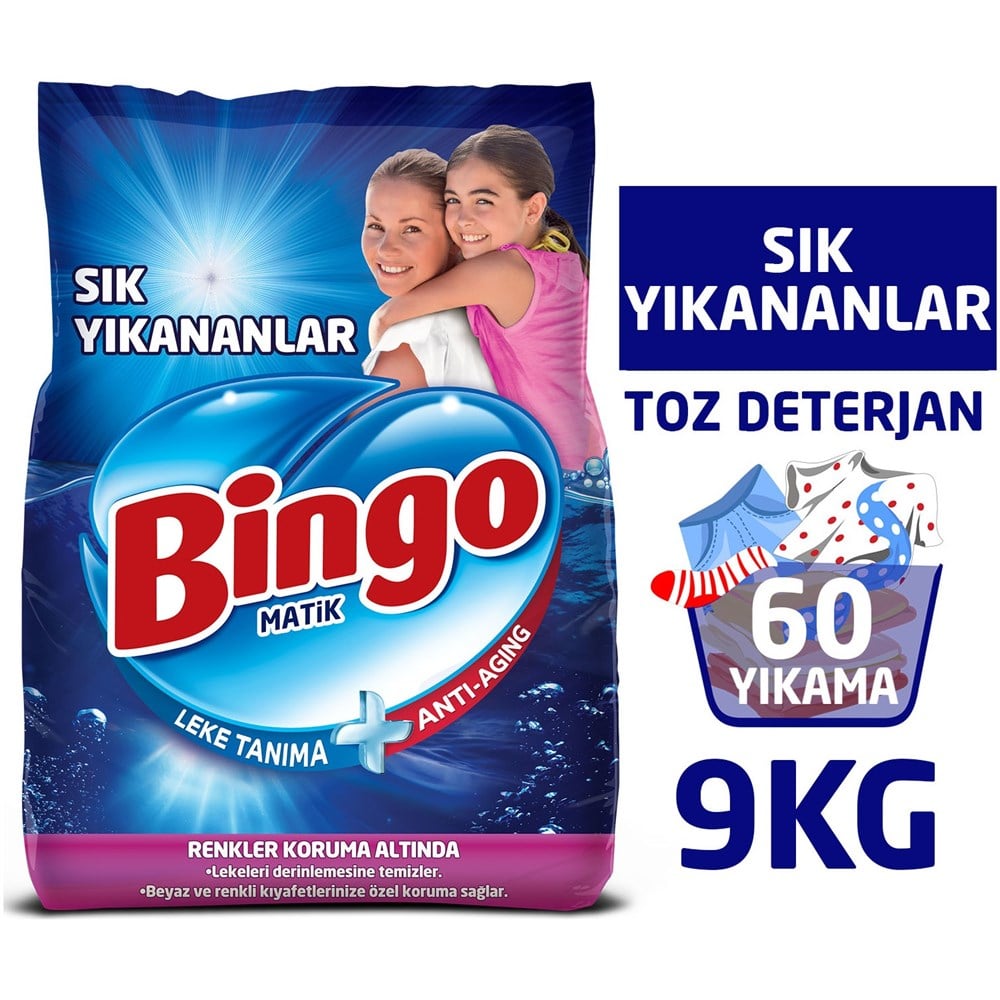 SIK
YIKANANLAR
Bingo
MATİK
LEKE TANIMA + ANTI-AGING
RENKLER KORUMA ALTINDA
•Lekeleri derinlemesine temizler.
•Beyaz ve renkli kıyafetlerinize özel koruma sağlar.
SIK
YIKANANLAR
TOZ DETERJAN
60
YIKAMA
9KG